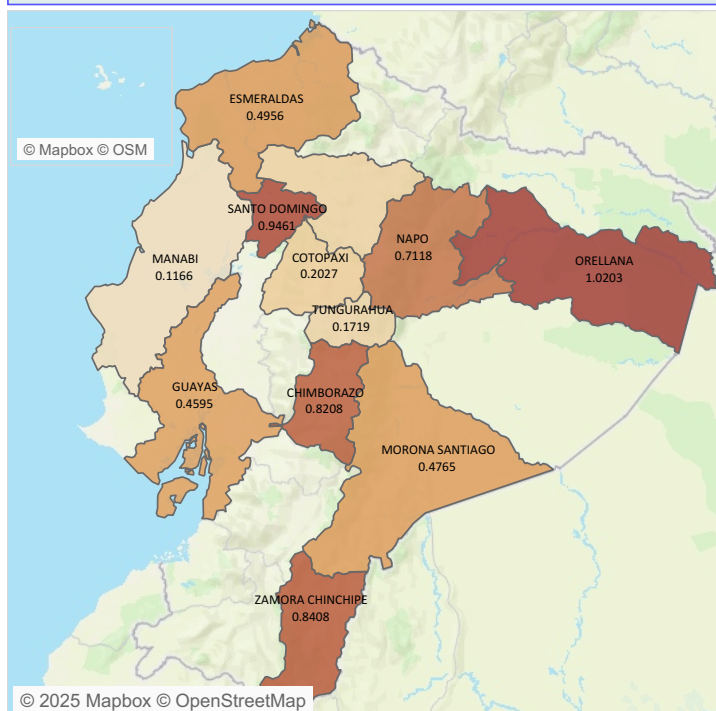 ESMERALDAS
0.4956
© Mapbox © OSM
SANTO DOMINGO
0.9461
NAPO
0.7118
MANABI
0.1166
COTOPAXI
0.2027
ORELLANA
1.0203
TUNGURAHUA
0.1719
GUAYAS
0.4595
CHIMBORAZO
0.8208
MORONA SANTIAGO
0.4765
ZAMORA CHINCHIPE
0.8408
© 2025 Mapbox © OpenStreetMap